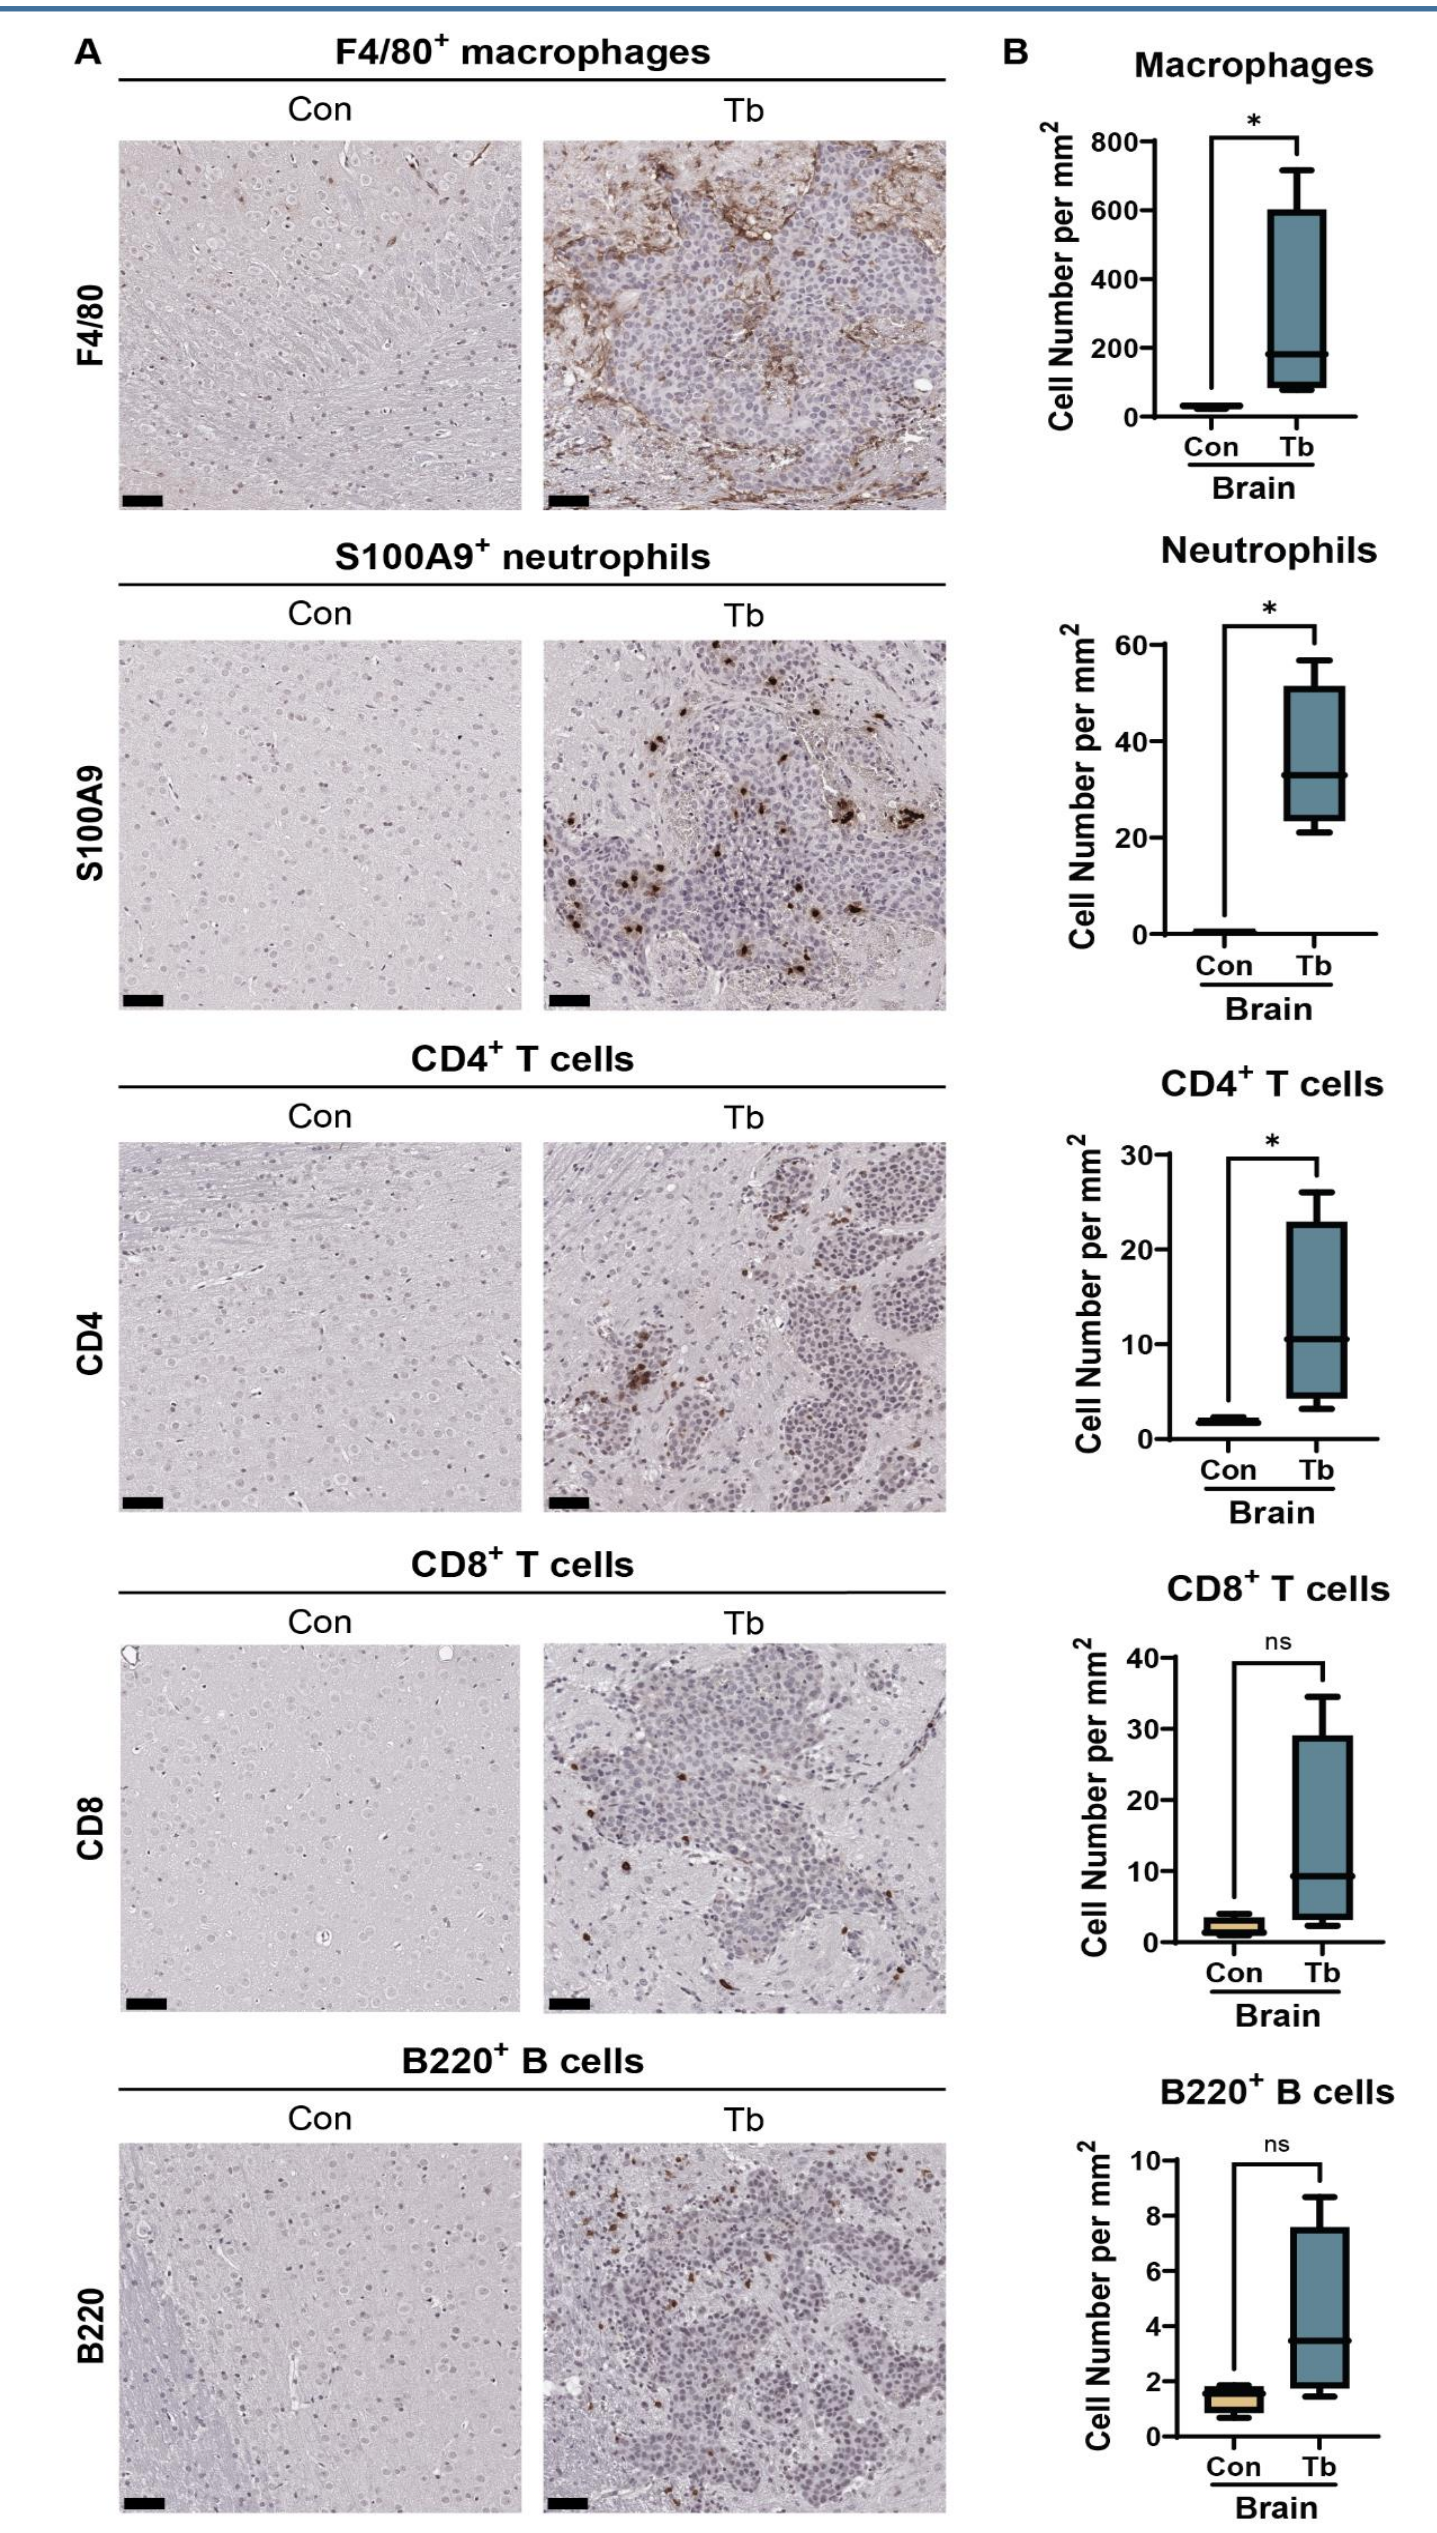 A
F4/80+ macrophages
Con Tb
F4/80
S100A9+ neutrophils
Con Tb
S100A9
CD4+ T cells
Con Tb
CD4
CD8+ T cells
Con Tb
CD8
B220+ B cells
Con Tb
B220
B
Macrophages
*
Cell Number per mm2
800
600
400
200
0
Con Tb
Brain
Neutrophils
*
Cell Number per mm2
60
40
20
0
Con Tb
Brain
CD4+ T cells
*
Cell Number per mm2
30
20
10
0
Con Tb
Brain
CD8+ T cells
ns
Cell Number per mm2
40
30
20
10
0
Con Tb
Brain
B220+ B cells
ns
Cell Number per mm2
10
8
6
4
2
0
Con Tb
Brain